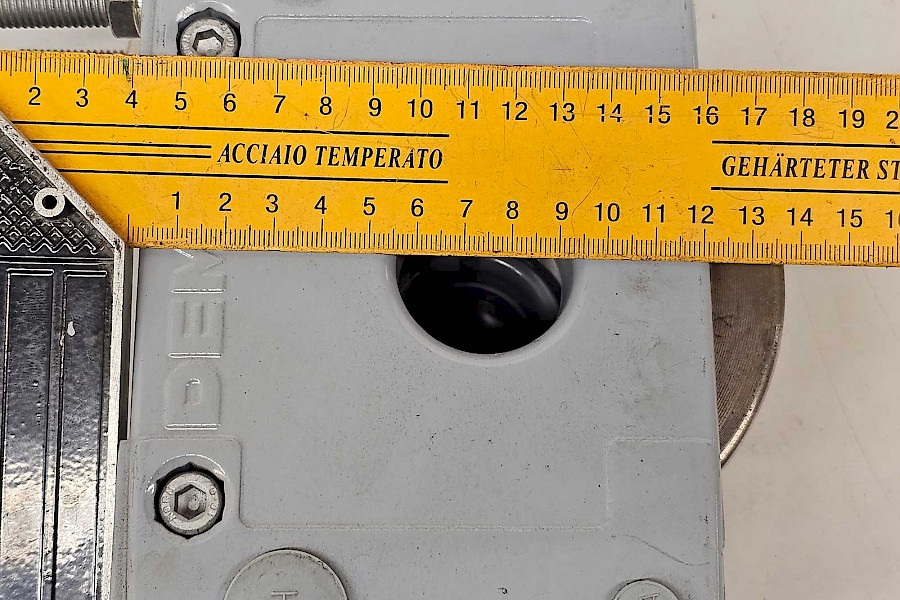 2 3 4 5 6 7 8 9 10 11 12 13 14 15 16 17 18 19
ACCIAIO TEMPERATO
GEHÄRTETER ST
1 2 3 4 5 6 7 8 9 10 11 12 13 14 15
DEM